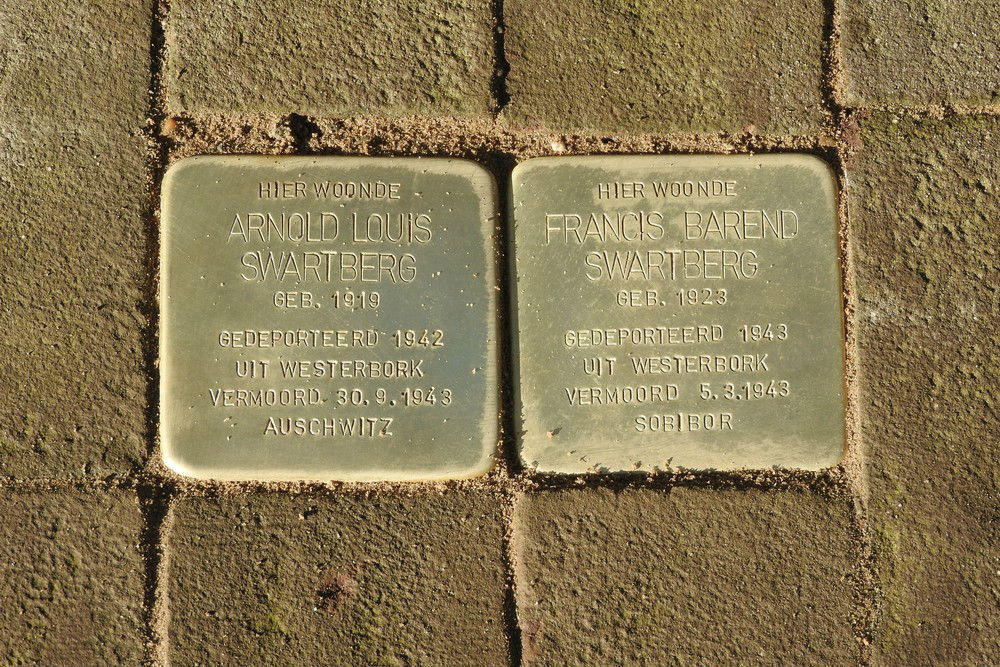 HIER WOONDE
ARNOLD LOUIS
SWARTBERG
GEB. 1919
GEDEPORTEERD 1942
UIT WESTERBORK
VERMOORD 30.9.1943
AUSCHWITZ
HIER WOONDE
FRANCIS BAREND
SWARTBERG
GEB. 1923
GEDEPORTEERD 1943
UIT WESTERBORK
VERMOORD 5.3.1943
SOBIBOR